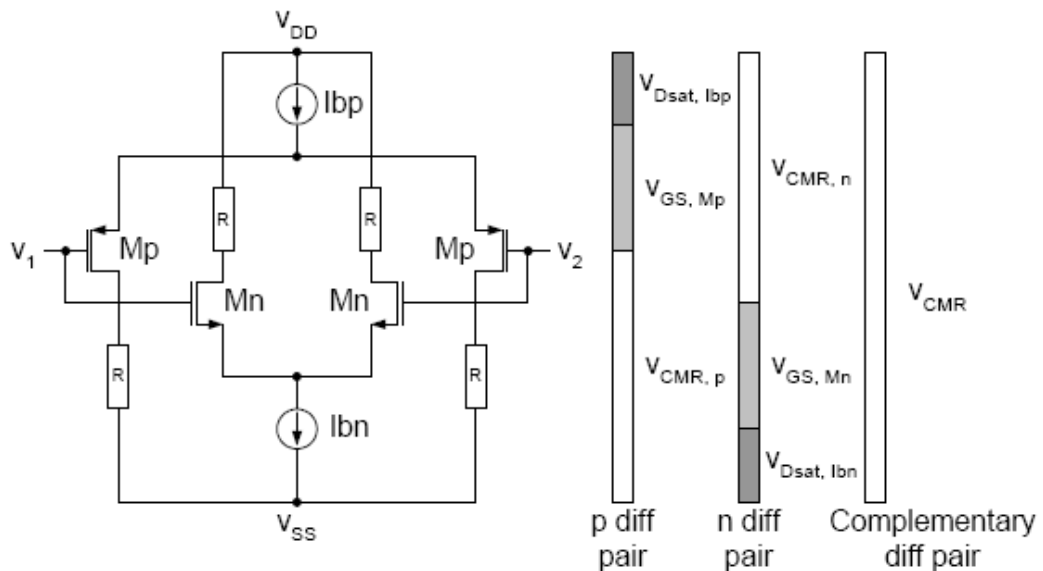 V_DD
Ibp
R
R
V_1
Mp
Mp
V_2
Mn
Mn
R
R
Ibn
V_SS
V_Dsat, Ibp
V_GS, Mp
V_CMR, p
p diff
pair
V_CMR, n
V_GS, Mn
V_Dsat, Ibn
n diff
pair
V_CMR
Complementary
diff pair